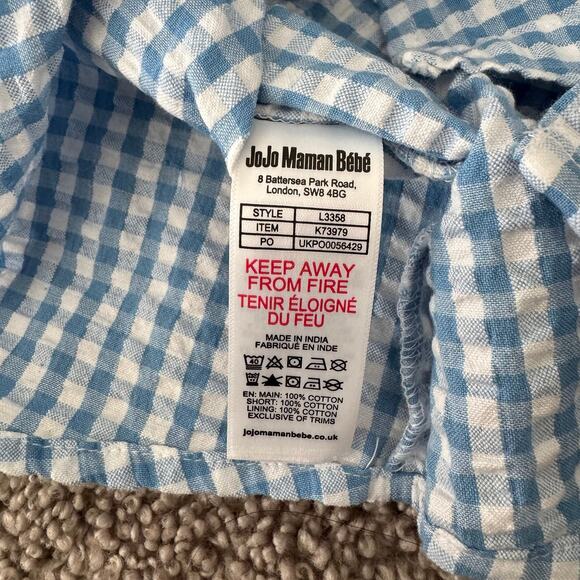 JoJo Maman Bébé
8 Battersea Park Road,
London, SW8 4BG
STYLE L3358
ITEM K73979
PO UKPO0056429
KEEP AWAY
FROM FIRE
TENIR ÉLOIGNÉ
DU FEU
MADE IN INDIA
FABRIQUÉ EN INDE
40
EN: MAIN: 100% COTTON
SHORT: 100% COTTON
LINING: 100% COTTON
EXCLUSIVE OF TRIMS
jojomamanbebe.co.uk